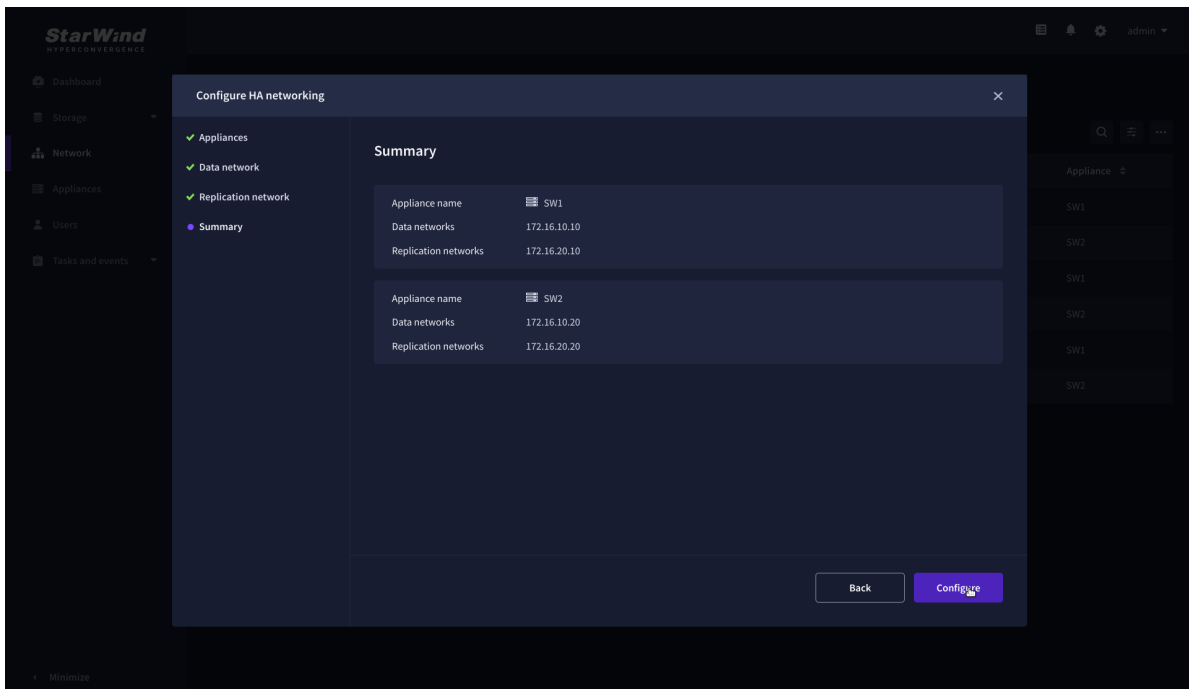 StarWind
HYPERCONVERGENCE
admin
Dashboard
Storage
Network
Appliances
Users
Tasks and events
Minimize
Configure HA networking
Appliances
Data network
Replication network
Summary
Summary
Appliance name SW1
Data networks 172.16.10.10
Replication networks 172.16.20.10
Appliance name SW2
Data networks 172.16.10.20
Replication networks 172.16.20.20
Back
Configure
Appliance
SW1
SW2
SW1
SW2
SW1
SW2